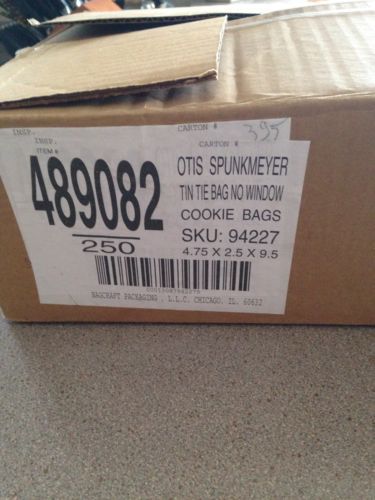 INSP. CARTON # 395
INSP.
ITEM #
489082
250
OTIS SPUNKMEYER
TIN TIE BAG NO WINDOW
COOKIE BAGS
SKU: 94227
4.75 X 2.5 X 9.5
BAGCRAFT PACKAGING , L.L.C. CHICAGO, IL. 60632